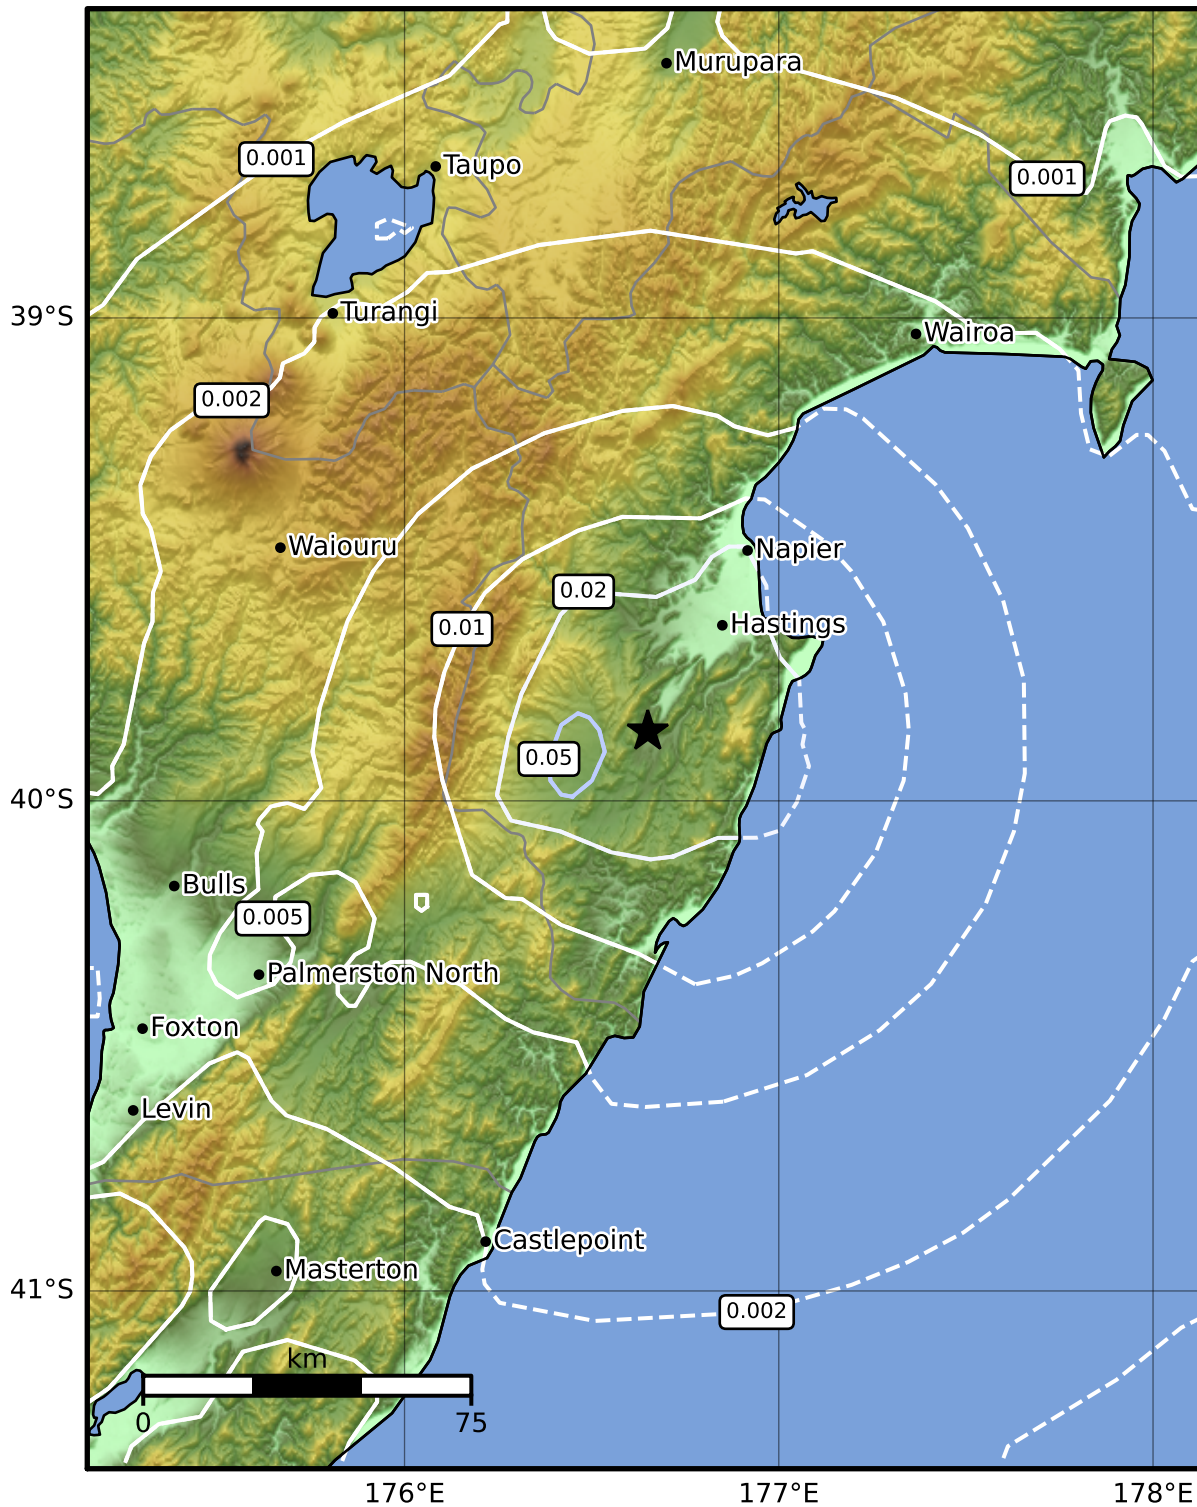 Murupara
0.001
Taupo
0.001
39°S
Turangi
Wairoa
0.002
Waiouru
Napier
0.02
0.01
Hastings
0.05
40°S
Bulls
0.005
Palmerston North
Foxton
Levin
Castlepoint
Masterton
41°S
0.002
km
0
75
176°E
177°E
178°E